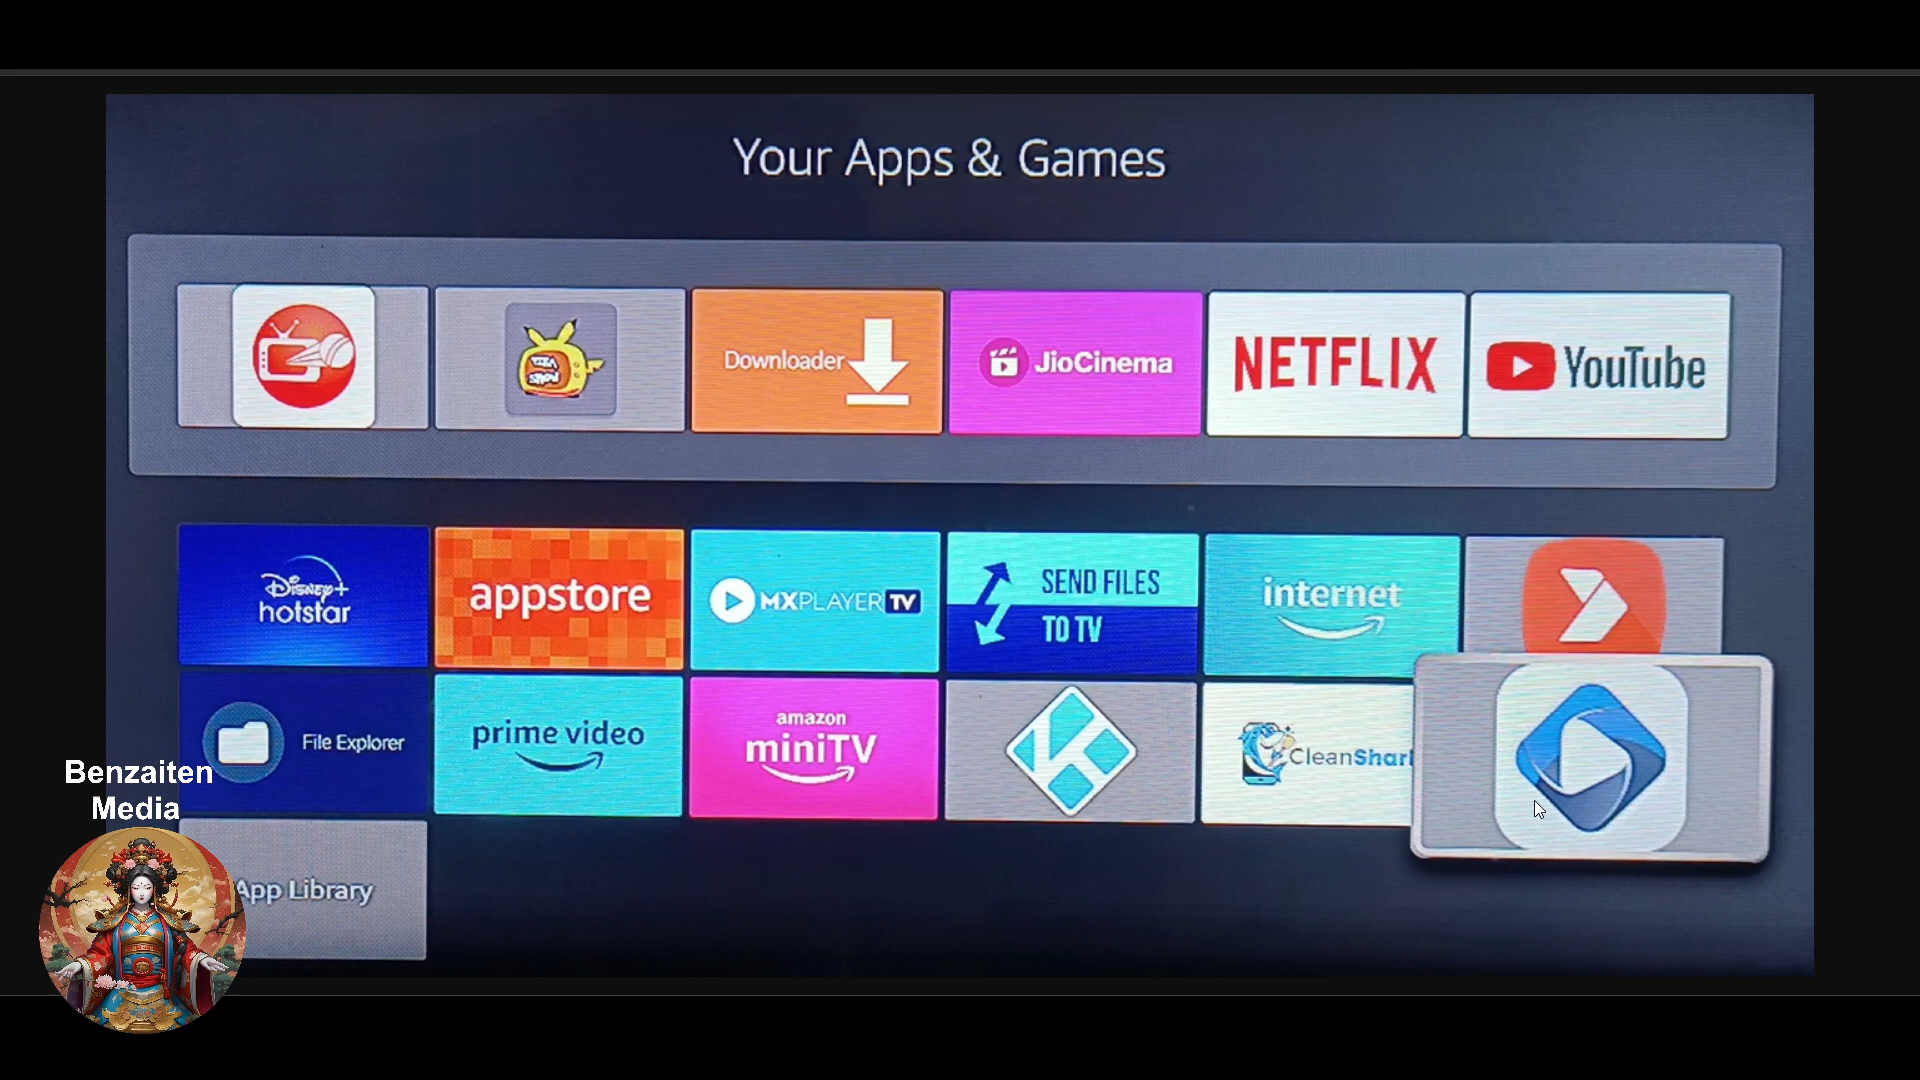 Your Apps & Games
Downloader
JioCinema
NETFLIX
YouTube
Disney+
hotstar
appstore
MXPLAYER TV
SEND FILES
TO TV
internet
File Explorer
prime video
amazon
miniTV
CleanShark
App Library
Benzaiten
Media